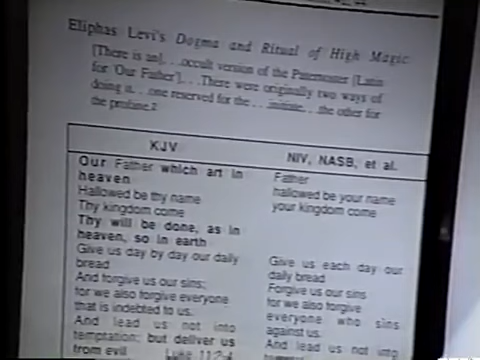 Eliphas Levi's Dogma and Ritual of High Magic:
[There is an]. . .occult version of the Paternoster [Latin
for 'Our Father']. . .There were originally two ways of
doing it. . .one reserved for the. . .initiate. . .the other for
the profane.2
KJV
NIV, NASB, et al.
Our Father which art in
heaven
Hallowed be thy name
Thy kingdom come
Thy will be done, as in
heaven, so in earth
Give us day by day our daily
bread
And forgive us our sins;
for we also forgive everyone
that is indebted to us.
And lead us not into
temptation; but deliver us
from evil Luke 11:2-4
Father
hallowed be your name
your kingdom come
Give us each day our
daily bread
Forgive us our sins
for we also forgive
everyone who sins
against us.
And lead us not into